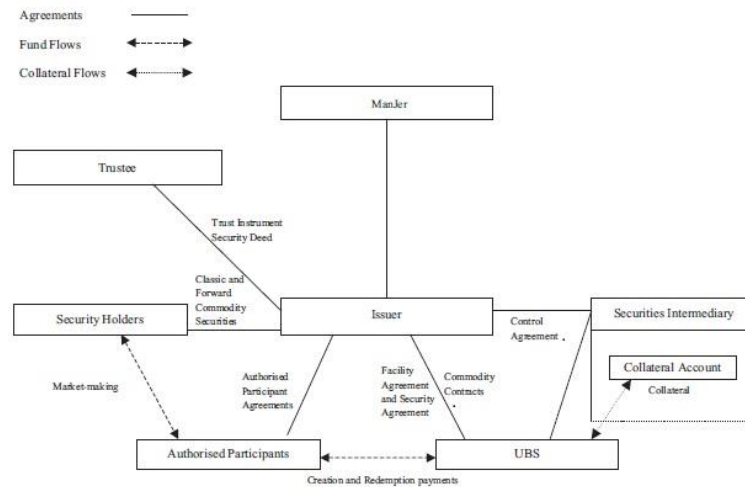 Agreements
Fund Flows
Collateral Flows
ManJer
Trustee
Trust Instrument
Security Deed
Classic and
Forward
Commodity
Securities
Security Holders
Issuer
Securities Intermediary
Control
Agreement
Collateral Account
Collateral
Market-making
Authorised
Participant
Agreements
Facility
Agreement
and Security
Agreement
Commodity
Contracts
Authorised Participants
UBS
Creation and Redemption payments